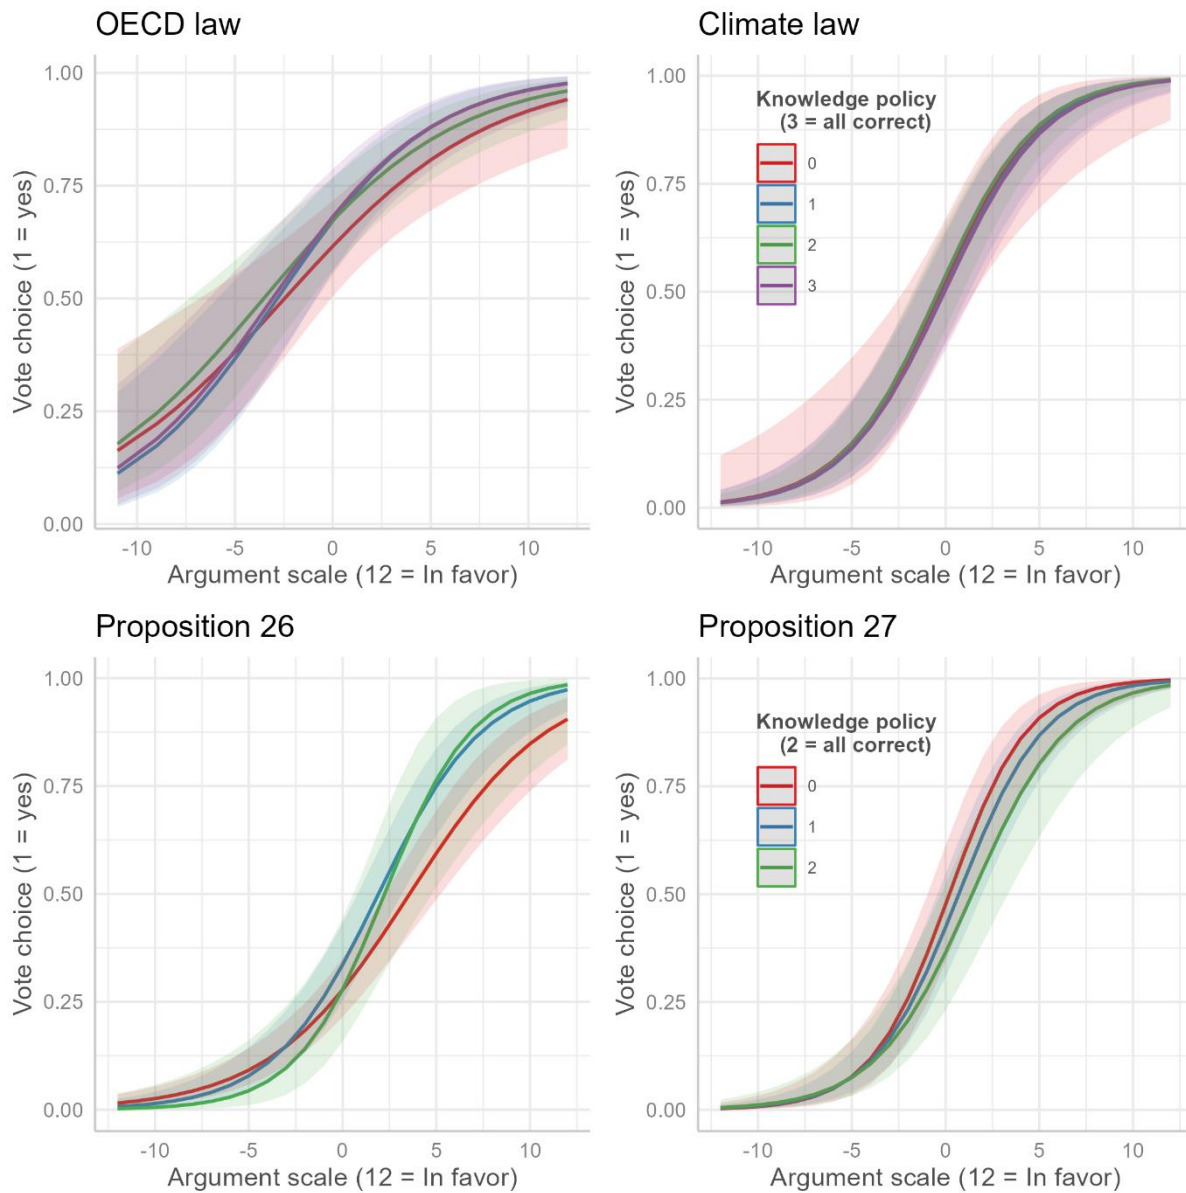 OECD law
Vote choice (1 = yes)
1.00
0.75
0.50
0.25
0.00
-10
-5
0
5
10
Argument scale (12 = In favor)
Climate law
Vote choice (1 = yes)
1.00
0.75
0.50
0.25
0.00
Knowledge policy
(3 = all correct)
0
1
2
3
-10
-5
0
5
10
Argument scale (12 = In favor)
Proposition 26
Vote choice (1 = yes)
1.00
0.75
0.50
0.25
0.00
-10
-5
0
5
10
Argument scale (12 = In favor)
Proposition 27
Vote choice (1 = yes)
1.00
0.75
0.50
0.25
0.00
Knowledge policy
(2 = all correct)
0
1
2
-10
-5
0
5
10
Argument scale (12 = In favor)